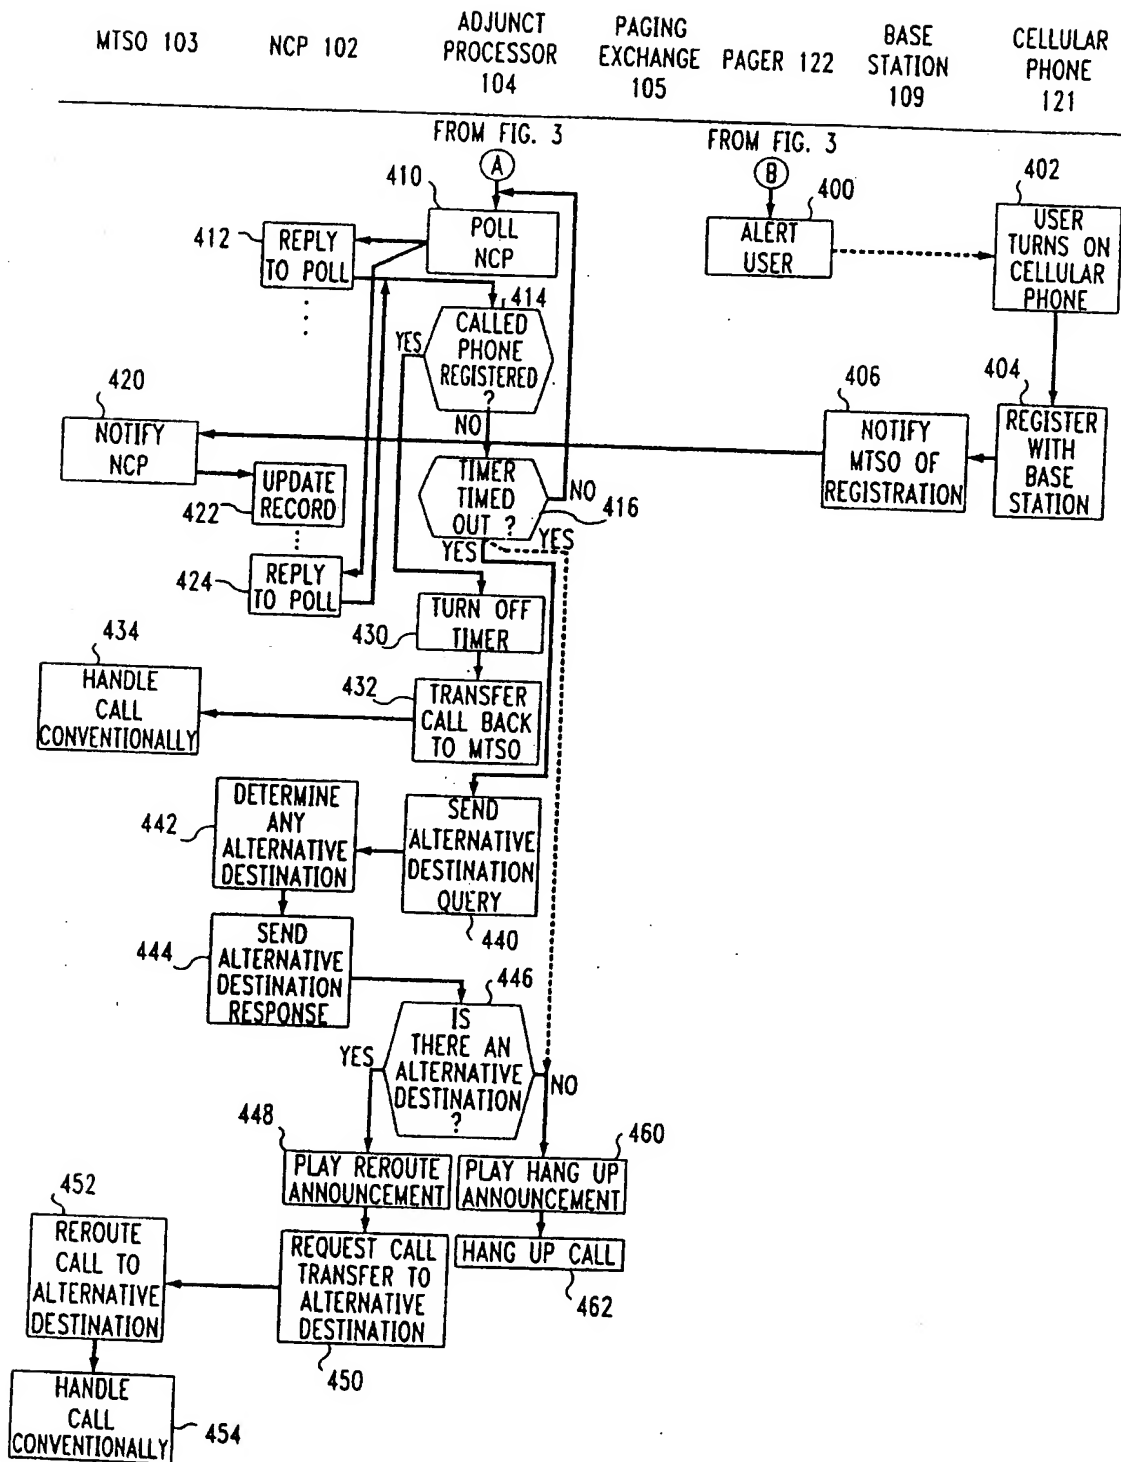 MTSO 103
NCP 102
ADJUNCT
PROCESSOR
104
PAGING
EXCHANGE
105
PAGER 122
BASE
STATION
109
CELLULAR
PHONE
121
FROM FIG. 3
A
FROM FIG. 3
B
410
POLL
NCP
412
REPLY
TO POLL
400
ALERT
USER
402
USER
TURNS ON
CELLULAR
PHONE
414
CALLED
PHONE
REGISTERED
?
YES
NO
420
NOTIFY
NCP
406
NOTIFY
MTSO OF
REGISTRATION
404
REGISTER
WITH
BASE
STATION
UPDATE
RECORD
422
TIMER
TIMED
OUT ?
NO
416
YES
YES
424
REPLY
TO POLL
TURN OFF
TIMER
430
434
HANDLE
CALL
CONVENTIONALLY
432
TRANSFER
CALL BACK
TO MTSO
442
DETERMINE
ANY
ALTERNATIVE
DESTINATION
SEND
ALTERNATIVE
DESTINATION
QUERY
440
444
SEND
ALTERNATIVE
DESTINATION
RESPONSE
446
IS
THERE AN
ALTERNATIVE
DESTINATION
?
YES
NO
448
PLAY REROUTE
ANNOUNCEMENT
460
PLAY HANG UP
ANNOUNCEMENT
452
REROUTE
CALL TO
ALTERNATIVE
DESTINATION
REQUEST CALL
TRANSFER TO
ALTERNATIVE
DESTINATION
450
HANG UP CALL
462
HANDLE
CALL
CONVENTIONALLY
454